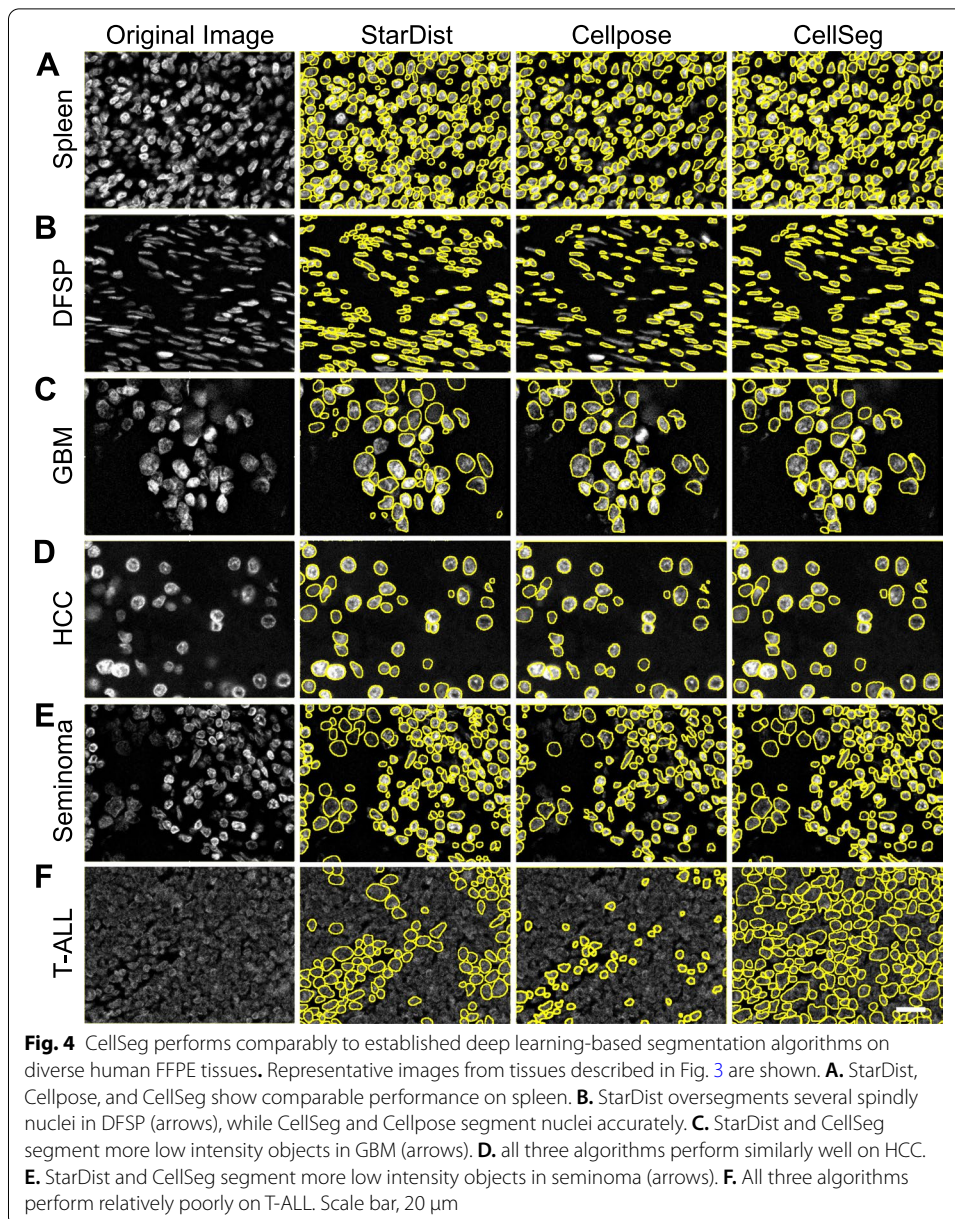 Original Image StarDist Cellpose CellSeg
A
Spleen
B
DFSP
C
GBM
D
HCC
E
Seminoma
F
T-ALL
Fig. 4 CellSeg performs comparably to established deep learning-based segmentation algorithms on
diverse human FFPE tissues. Representative images from tissues described in Fig. 3 are shown. A. StarDist,
Cellpose, and CellSeg show comparable performance on spleen. B. StarDist oversegments several spindly
nuclei in DFSP (arrows), while CellSeg and Cellpose segment nuclei accurately. C. StarDist and CellSeg
segment more low intensity objects in GBM (arrows). D. all three algorithms perform similarly well on HCC.
E. StarDist and CellSeg segment more low intensity objects in seminoma (arrows). F. All three algorithms
perform relatively poorly on T-ALL. Scale bar, 20 μm